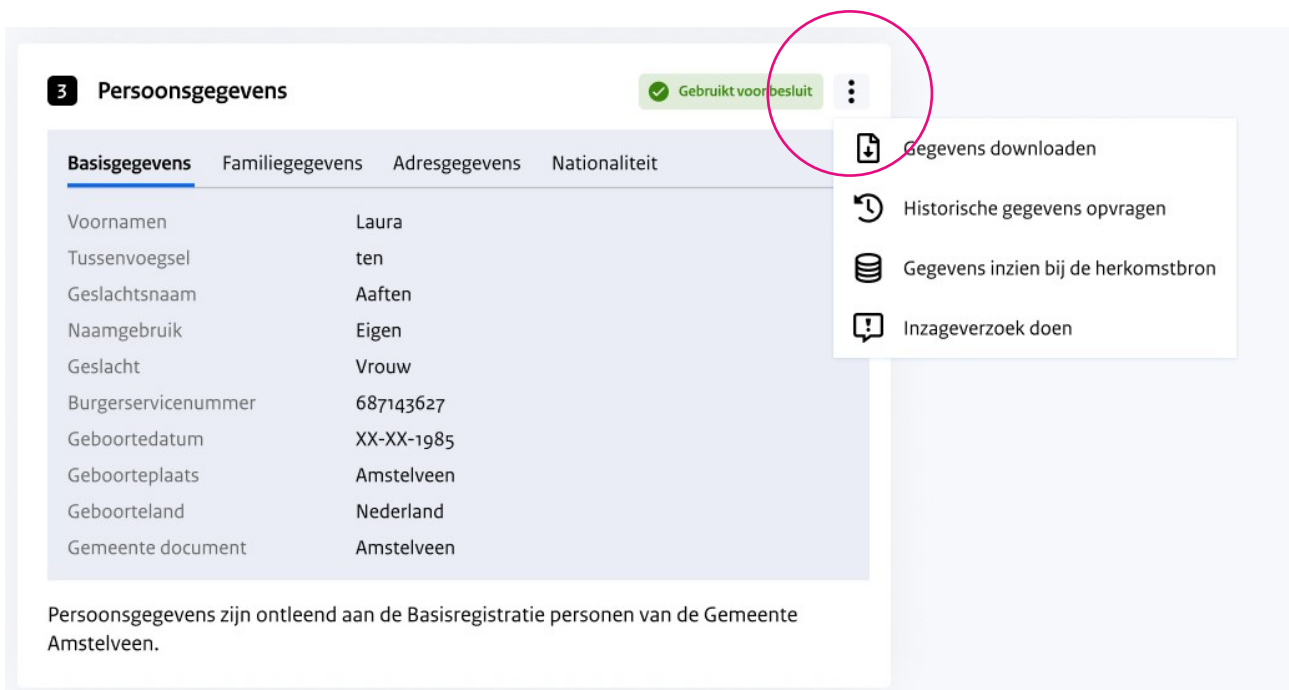 3 Persoonsgegevens
Gebruikt voor besluit
Basisgegevens Familiegegevens Adresgegevens Nationaliteit
Voornamen Laura
Tussenvoegsel ten
Geslachtsnaam Aaften
Naamgebruik Eigen
Geslacht Vrouw
Burgerservicenummer 687143627
Geboortedatum XX-XX-1985
Geboorteplaats Amstelveen
Geboorteland Nederland
Gemeente document Amstelveen
Persoonsgegevens zijn ontleend aan de Basisregistratie personen van de Gemeente
Amstelveen.
Gegevens downloaden
Historische gegevens opvragen
Gegevens inzien bij de herkomstbron
Inzageverzoek doen